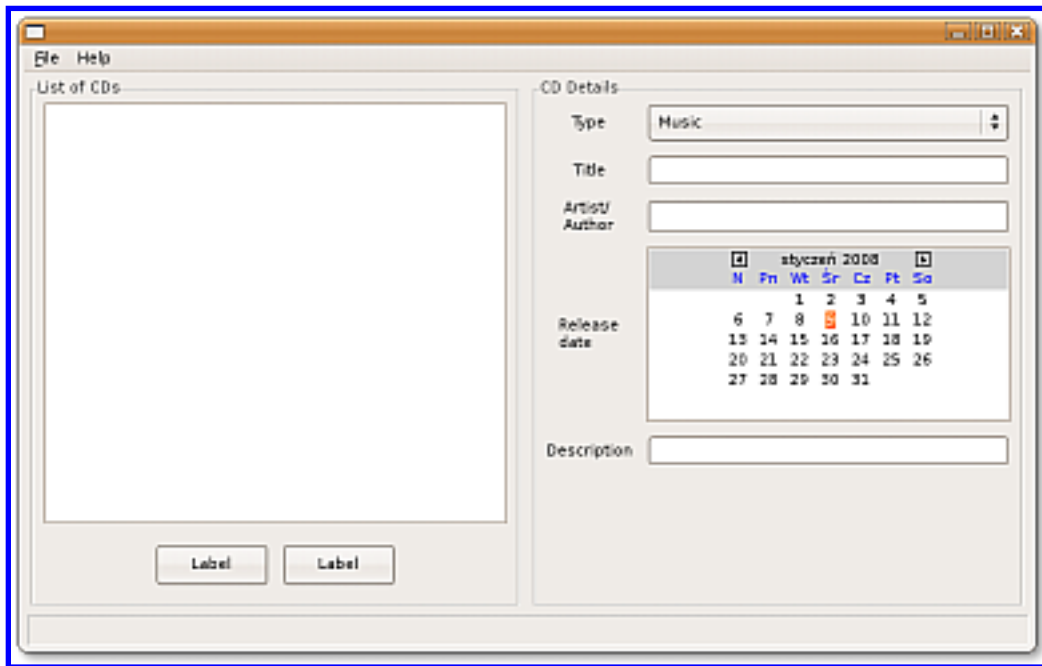 File Help
List of CDs
Label Label
CD Details
Type Music
Title
Artist/
Author
Release
date
styczeń 2008
N Pn Wt Śr Cz Pt So
1 2 3 4 5
6 7 8 9 10 11 12
13 14 15 16 17 18 19
20 21 22 23 24 25 26
27 28 29 30 31
Description